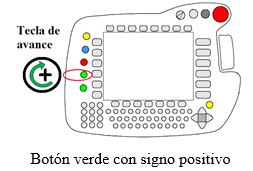 Tecla de
avance
Botón verde con signo positivo